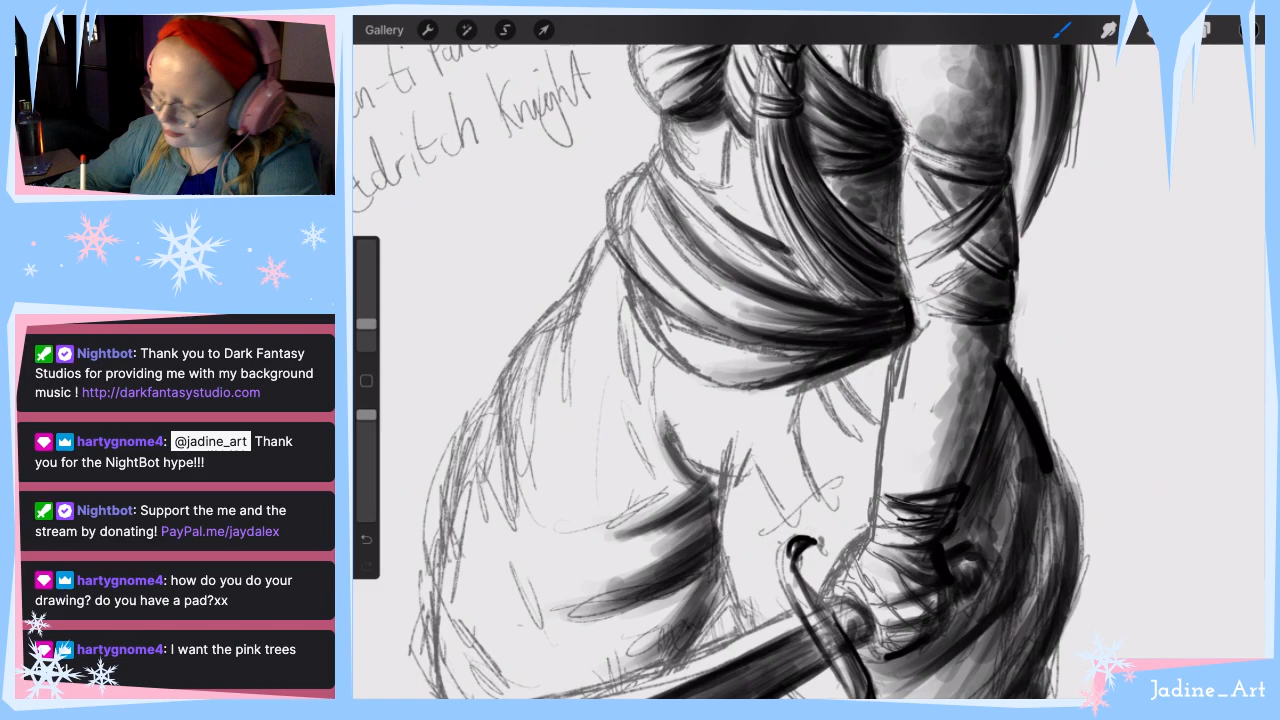 Gallery
Knight
Nightbot: Thank you to Dark Fantasy
Studios for providing me with my background
music ! http://darkfantasystudio.com
hartygnome4: @jadine_art Thank
you for the NightBot hype!!!
Nightbot: Support the me and the
stream by donating! PayPal.me/jaydalex
hartygnome4: how do you do your
drawing? do you have a pad?xx
hartygnome4: I want the pink trees
Jadine_Art